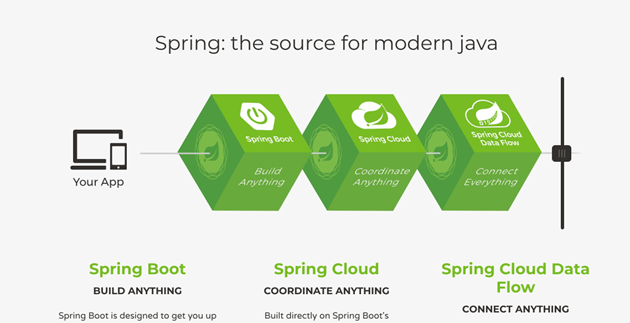 Spring: the source for modern java
Spring Boot
Spring Cloud
Spring Cloud
Data Flow
Build
Anything
Coordinate
Anything
Connect
Everything
Your App
Spring Boot
BUILD ANYTHING
Spring Boot is designed to get you up
Spring Cloud
COORDINATE ANYTHING
Built directly on Spring Boot's
Spring Cloud Data
Flow
CONNECT ANYTHING